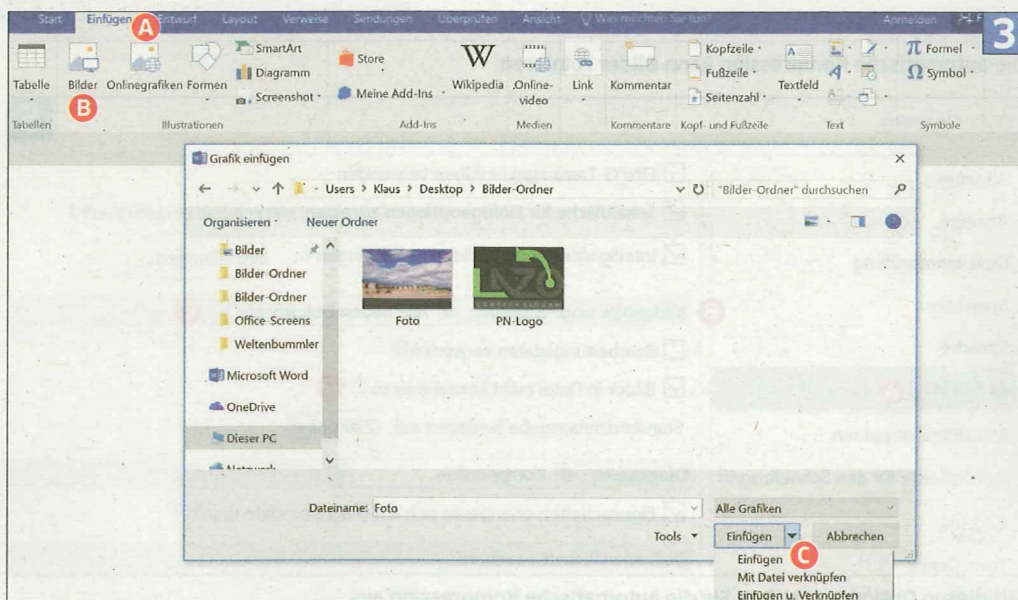 Start Einfügen Entwurf Layout Verweise Sendungen Überprüfen Ansicht Was möchten Sie tun? Anmelden
3
A
Tabelle
Bilder
Onlinegrafiken
Formen
SmartArt
Diagramm
Screenshot
Store
Meine Add-Ins
W
Wikipedia
Online-
video
Link
Kommentar
Kopfzeile
Fußzeile
Seitenzahl
A
Textfeld
π Formel
Ω Symbol
B
Tabellen Illustrationen Add-Ins Medien Kommentare Kopf- und Fußzeile Text Symbole
Grafik einfügen
Users > Klaus > Desktop > Bilder-Ordner
"Bilder-Ordner" durchsuchen
Organisieren Neuer Ordner
Bilder
Bilder-Ordner
Bilder-Ordner
Office-Screens
Weltenbummler
Microsoft Word
OneDrive
Dieser PC
Netzwerk
Foto
PN-Logo
Dateiname: Foto
Alle Grafiken
Tools Einfügen Abbrechen
Einfügen
C
Mit Datei verknüpfen
Einfügen u. Verknüpfen